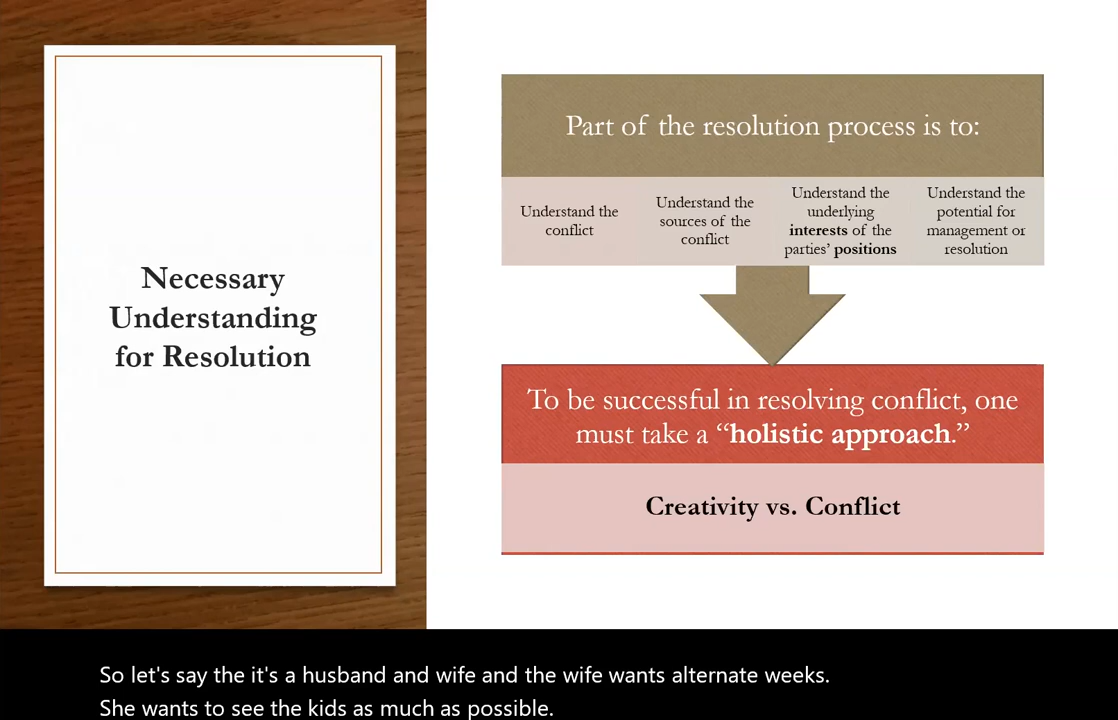 Necessary
Understanding
for Resolution
Part of the resolution process is to:
Understand the
conflict
Understand the
sources of the
conflict
Understand the
underlying
interests of the
parties' positions
Understand the
potential for
management or
resolution
To be successful in resolving conflict, one
must take a “holistic approach.”
Creativity vs. Conflict
So let's say the it's a husband and wife and the wife wants alternate weeks.
She wants to see the kids as much as possible.